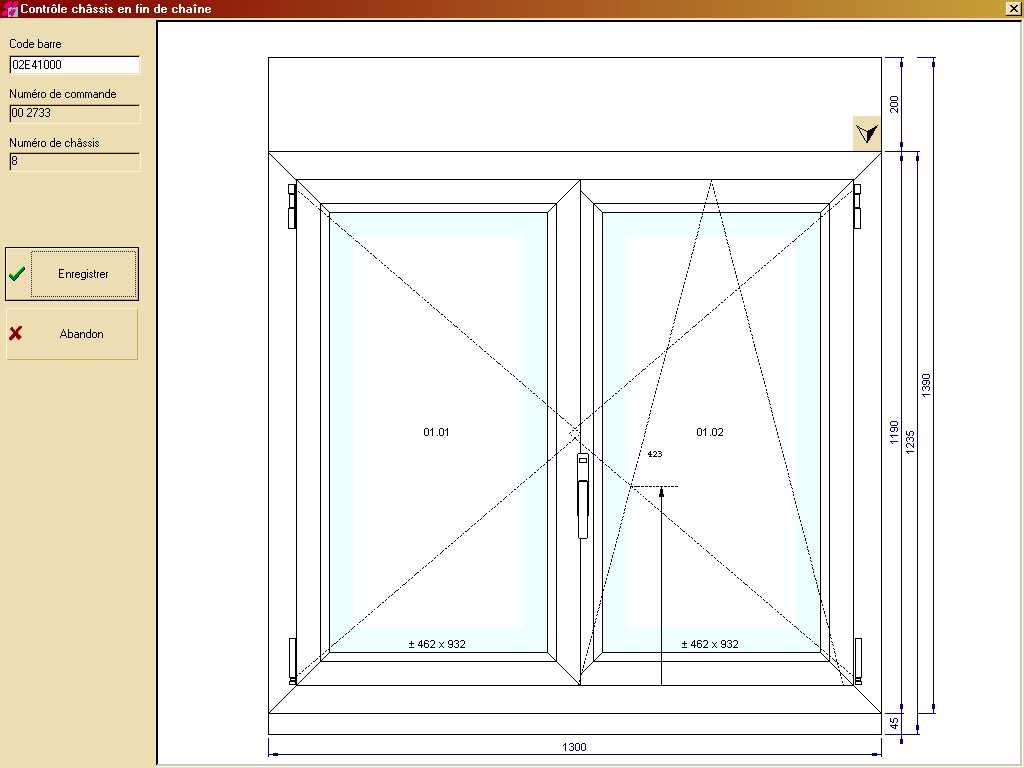 Contrôle châssis en fin de chaîne
Code barre
02E41000
Numéro de commande
00 2733
Numéro de châssis
8
Enregistrer
Abandon
200
1390
1190
1235
01.01
01.02
423
± 462 x 932
± 462 x 932
45
1300